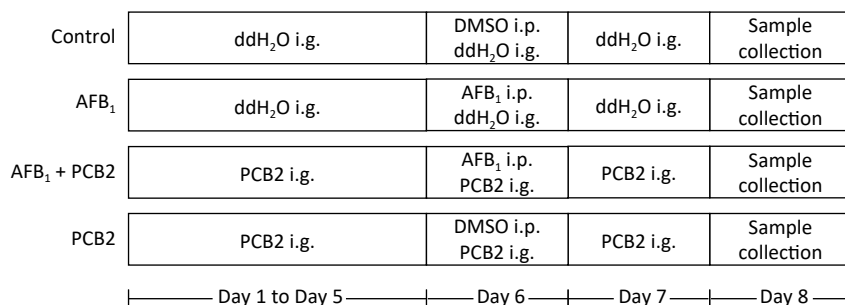 Control
ddH₂O i.g.
DMSO i.p.
ddH₂O i.g.
ddH₂O i.g.
Sample
collection
AFB₁
ddH₂O i.g.
AFB₁ i.p.
ddH₂O i.g.
ddH₂O i.g.
Sample
collection
AFB₁ + PCB2
PCB2 i.g.
AFB₁ i.p.
PCB2 i.g.
PCB2 i.g.
Sample
collection
PCB2
PCB2 i.g.
DMSO i.p.
PCB2 i.g.
PCB2 i.g.
Sample
collection
Day 1 to Day 5
Day 6
Day 7
Day 8